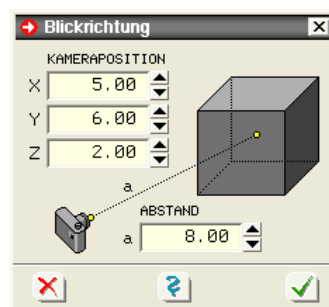 Blickrichtung
KAMERAPOSITION
X 5.00
Y 6.00
Z 2.00
a
ABSTAND
a 8.00